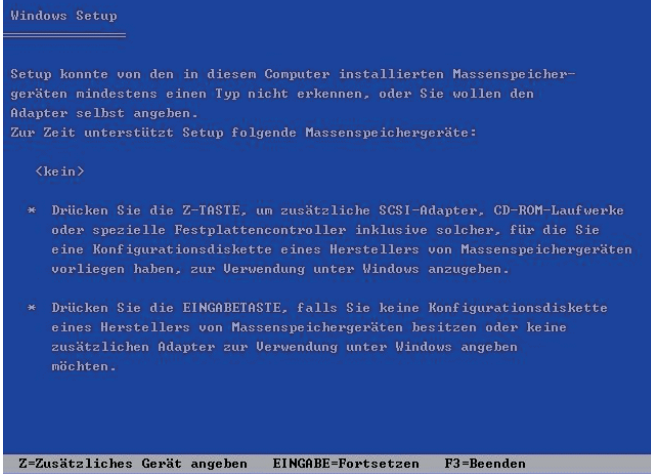 Windows Setup
Setup konnte von den in diesem Computer installierten Massenspeicher-
geräten mindestens einen Typ nicht erkennen, oder Sie wollen den
Adapter selbst angeben.
Zur Zeit unterstützt Setup folgende Massenspeichergeräte:
<kein>
* Drücken Sie die Z-TASTE, um zusätzliche SCSI-Adapter, CD-ROM-Laufwerke
oder spezielle Festplattencontroller inklusive solcher, für die Sie
eine Konfigurationsdiskette eines Herstellers von Massenspeichergeräten
vorliegen haben, zur Verwendung unter Windows anzugeben.
* Drücken Sie die EINGABETASTE, falls Sie keine Konfigurationsdiskette
eines Herstellers von Massenspeichergeräten besitzen oder keine
zusätzlichen Adapter zur Verwendung unter Windows angeben
möchten.
Z=Zusätzliches Gerät angeben EINGABE=Fortsetzen F3=Beenden